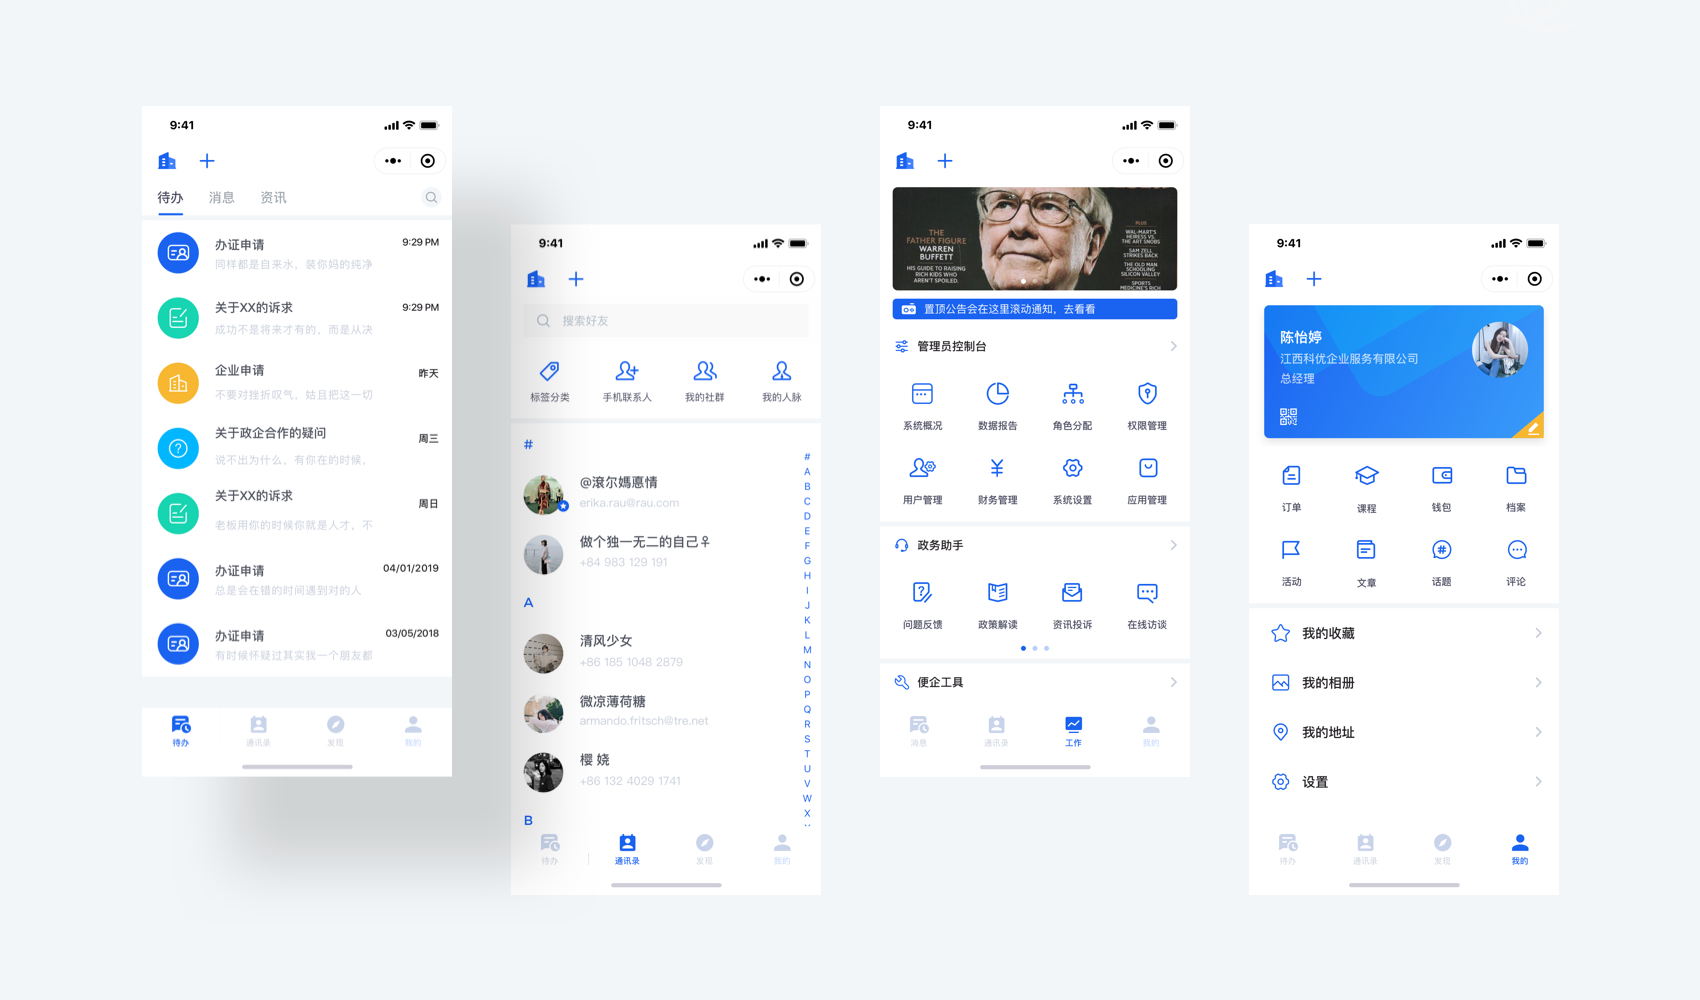 9:41
待办 消息 资讯
办证申请 9:29 PM
同样都是自来水，装你妈的纯净
关于XX的诉求 9:29 PM
成功不是将来才有的，而是从决
企业申请 昨天
不要对挫折叹气，姑且把这一切
关于政企合作的疑问 周三
说不出为什么，有你在的时候，
关于XX的诉求 周日
老板用你的时候你就是人才，不
办证申请 04/01/2019
总是会在错的时间遇到对的人
办证申请 03/05/2018
有时候怀疑过其实我一个朋友都
待办 通讯录 发现 我的
9:41
搜索好友
标签分类 手机联系人 我的社群 我的人脉
#
@滚尔媽惪情
erika.rau@rau.com
做个独一无二的自己♀
+84 983 129 191
A
清风少女
+86 185 1048 2879
微凉薄荷糖
armando.fritsch@tre.net
樱 娆
+86 132 4029 1741
B
#
A
B
C
D
E
F
G
H
I
J
K
L
M
N
O
P
Q
R
S
T
U
V
W
X
待办 通讯录 发现 我的
9:41
THE
FATHER FIGURE
WARREN
BUFFETT
HIS GUIDE TO RAISING
RICH KIDS WHO
AREN'T SPOILED.
PLUS
WAL-MART'S
HEIRESS VS.
THE ART SNOBS
SAM ZELL
STRIKES BACK
THE OLD MAN
SCHOOLING
SILICON VALLEY
SPORTS
MEDICINE'S RICH
置顶公告会在这里滚动通知，去看看
管理员控制台
系统概况 数据报告 角色分配 权限管理
用户管理 财务管理 系统设置 应用管理
政务助手
问题反馈 政策解读 资讯投诉 在线访谈
便企工具
消息 通讯录 工作 我的
9:41
陈怡婷
江西科优企业服务有限公司
总经理
订单 课程 钱包 档案
活动 文章 话题 评论
我的收藏
我的相册
我的地址
设置
待办 通讯录 发现 我的